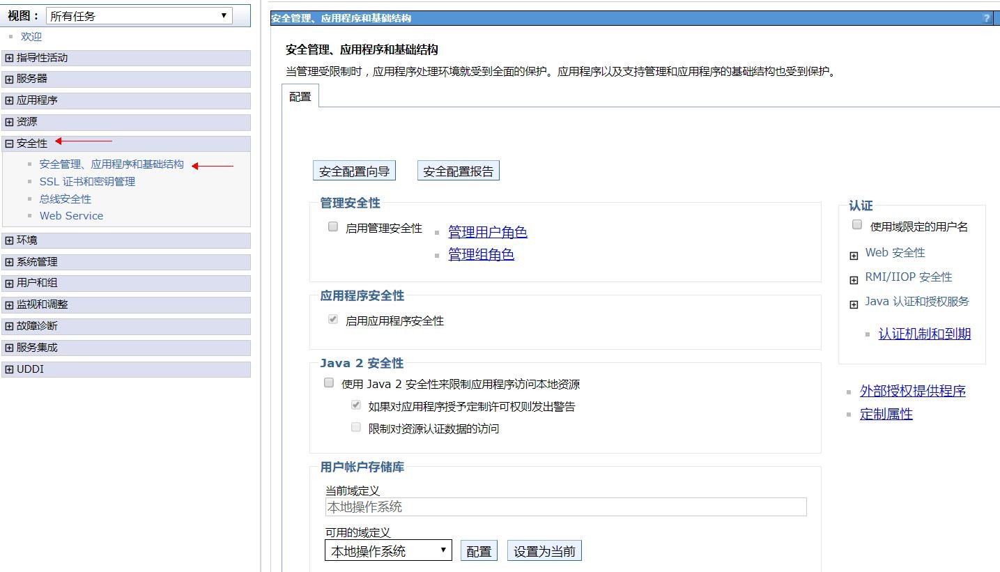 视图： 所有任务
欢迎
指导性活动
服务器
应用程序
资源
安全性
安全管理、应用程序和基础结构
SSL 证书和密钥管理
总线安全性
Web Service
环境
系统管理
用户和组
监视和调整
故障诊断
服务集成
UDDI
安全管理、应用程序和基础结构 ?
安全管理、应用程序和基础结构
当管理受限制时，应用程序处理环境就受到全面的保护。应用程序以及支持管理和应用程序的基础结构也受到保护。
配置
安全配置向导 安全配置报告
管理安全性
启用管理安全性
管理用户角色
管理组角色
应用程序安全性
启用应用程序安全性
Java 2 安全性
使用 Java 2 安全性来限制应用程序访问本地资源
如果对应用程序授予定制许可权则发出警告
限制对资源认证数据的访问
用户帐户存储库
当前域定义
本地操作系统
可用的域定义
本地操作系统 配置 设置为当前
认证
使用域限定的用户名
Web 安全性
RMI/IIOP 安全性
Java 认证和授权服务
认证机制和到期
外部授权提供程序
定制属性